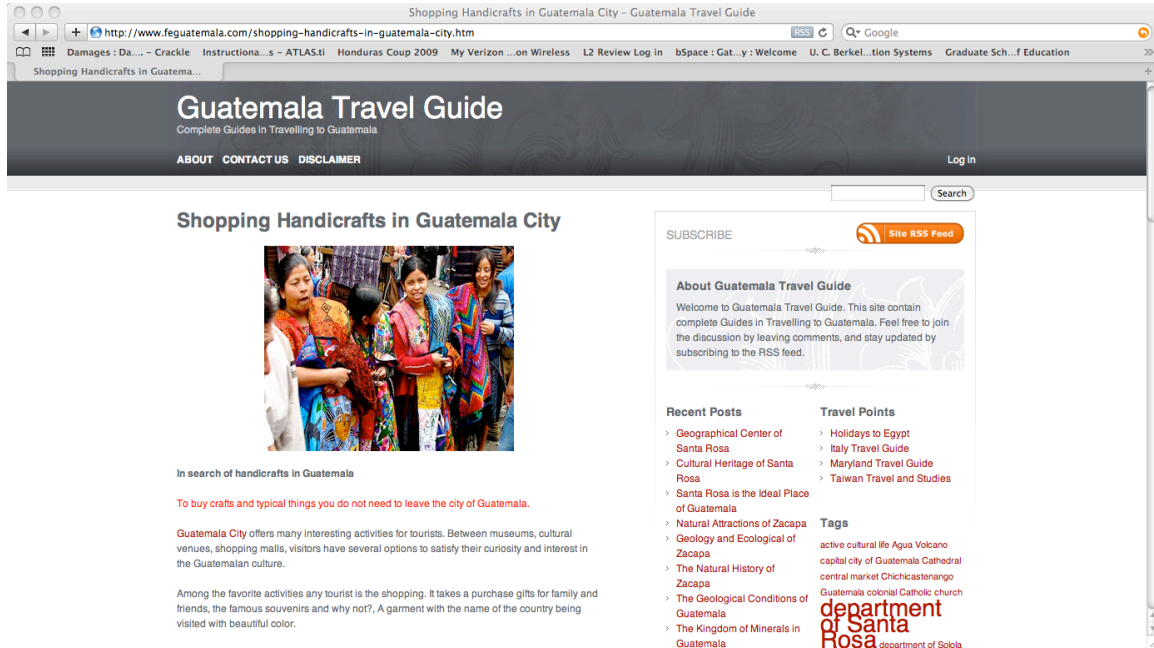 Shopping Handicrafts in Guatemala City – Guatemala Travel Guide
http://www.feguatemala.com/shopping-handicrafts-in-guatemala-city.htm
RSS
Google
Damages : Da.... – Crackle Instructiona...s – ATLAS.ti Honduras Coup 2009 My Verizon ...on Wireless L2 Review Log in bSpace : Gat...y : Welcome U. C. Berkel...tion Systems Graduate Sch...f Education
Shopping Handicrafts in Guatema...
Guatemala Travel Guide
Complete Guides in Travelling to Guatemala
ABOUT CONTACT US DISCLAIMER
Log in
Search
Shopping Handicrafts in Guatemala City
In search of handicrafts in Guatemala
To buy crafts and typical things you do not need to leave the city of Guatemala.
Guatemala City offers many interesting activities for tourists. Between museums, cultural
venues, shopping malls, visitors have several options to satisfy their curiosity and interest in
the Guatemalan culture.
Among the favorite activities any tourist is the shopping. It takes a purchase gifts for family and
friends, the famous souvenirs and why not?, A garment with the name of the country being
visited with beautiful color.
SUBSCRIBE
Site RSS Feed
About Guatemala Travel Guide
Welcome to Guatemala Travel Guide. This site contain
complete Guides in Travelling to Guatemala. Feel free to join
the discussion by leaving comments, and stay updated by
subscribing to the RSS feed.
Recent Posts
Geographical Center of
Santa Rosa
Cultural Heritage of Santa
Rosa
Santa Rosa is the Ideal Place
of Guatemala
Natural Attractions of Zacapa
Geology and Ecological of
Zacapa
The Natural History of
Zacapa
The Geological Conditions of
Guatemala
The Kingdom of Minerals in
Guatemala
Travel Points
Holidays to Egypt
Italy Travel Guide
Maryland Travel Guide
Taiwan Travel and Studies
Tags
active cultural life Agua Volcano
capital city of Guatemala Cathedral
central market Chichicastenango
Guatemala colonial Catholic church
department
of Santa
Rosa department of Solola